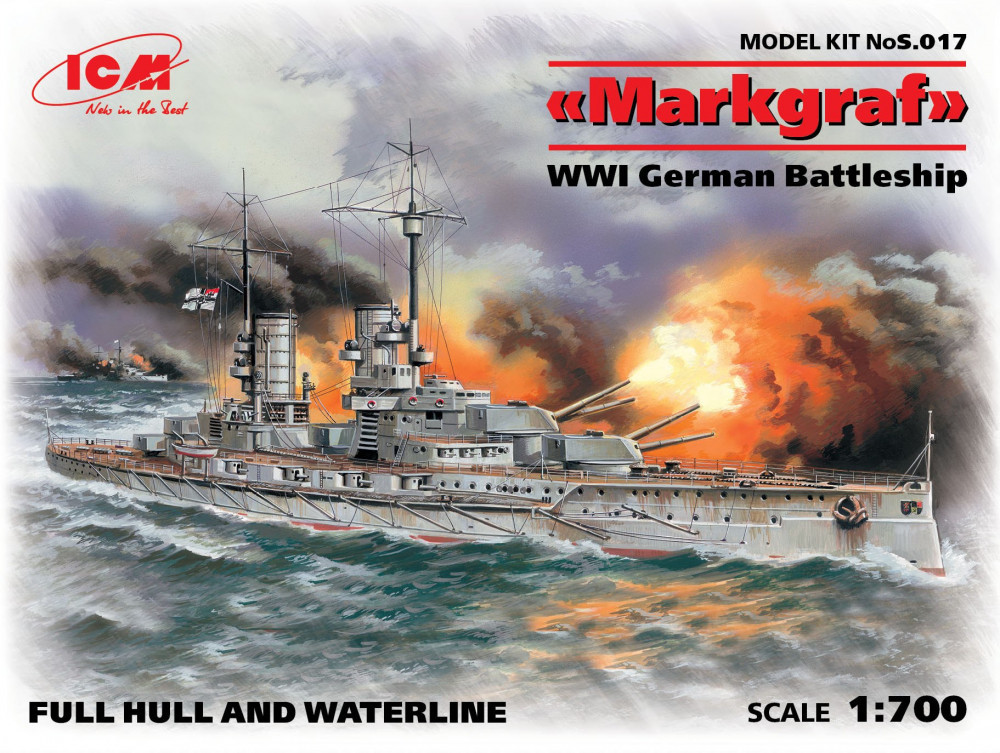 ICM
New in the Best
MODEL KIT NoS.017
«Markgraf»
WWI German Battleship
FULL HULL AND WATERLINE
SCALE 1:700